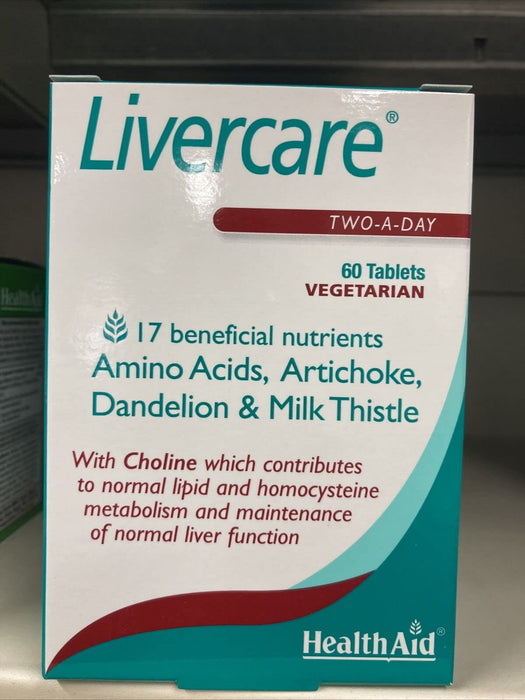 Livercare®
TWO-A-DAY
60 Tablets
VEGETARIAN
17 beneficial nutrients
Amino Acids, Artichoke,
Dandelion & Milk Thistle
With Choline which contributes
to normal lipid and homocysteine
metabolism and maintenance
of normal liver function
HealthAid®
HealthAid